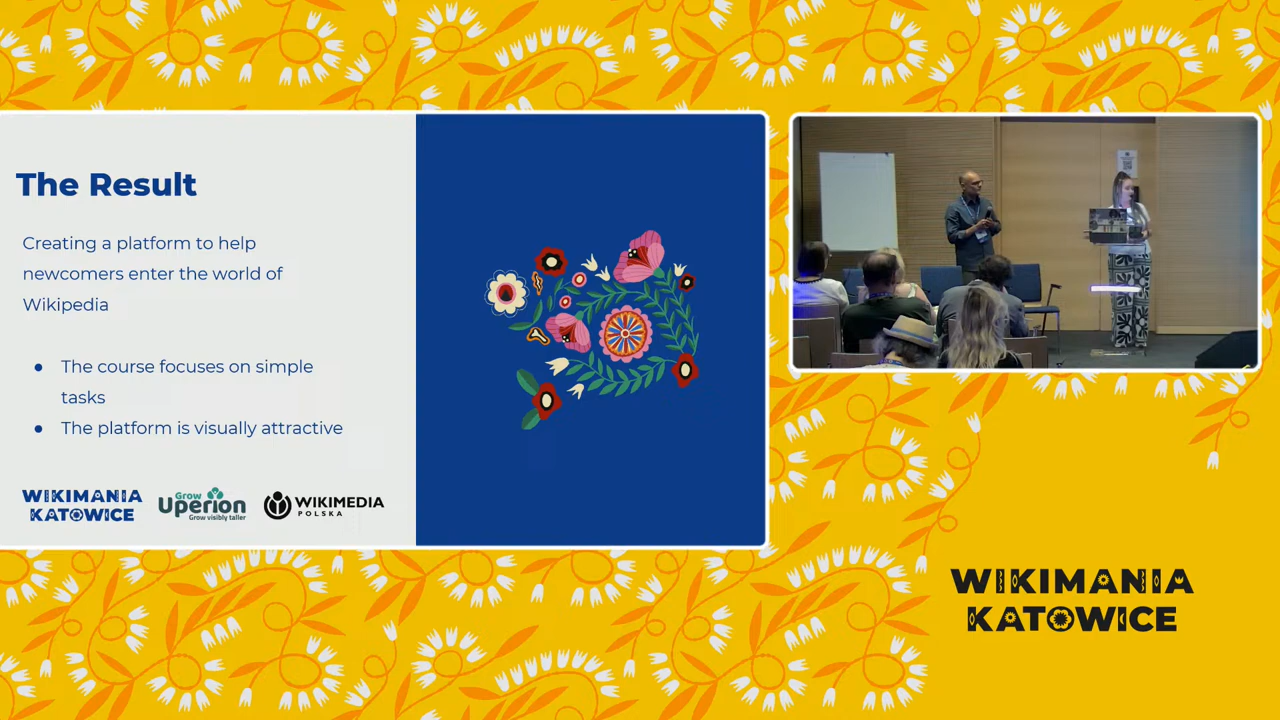 The Result
Creating a platform to help
newcomers enter the world of
Wikipedia
● The course focuses on simple
tasks
● The platform is visually attractive
WIKIMANIA
KATOWICE
Grow
Uperion
Grow visibly taller
WIKIMEDIA
POLSKA
WIKIMANIA
KATOWICE